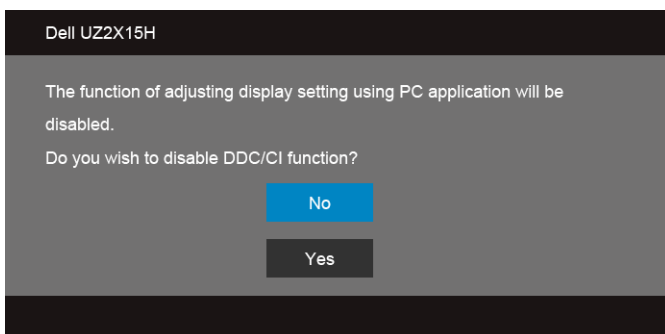 Dell UZ2X15H
The function of adjusting display setting using PC application will be
disabled.
Do you wish to disable DDC/CI function?
No
Yes